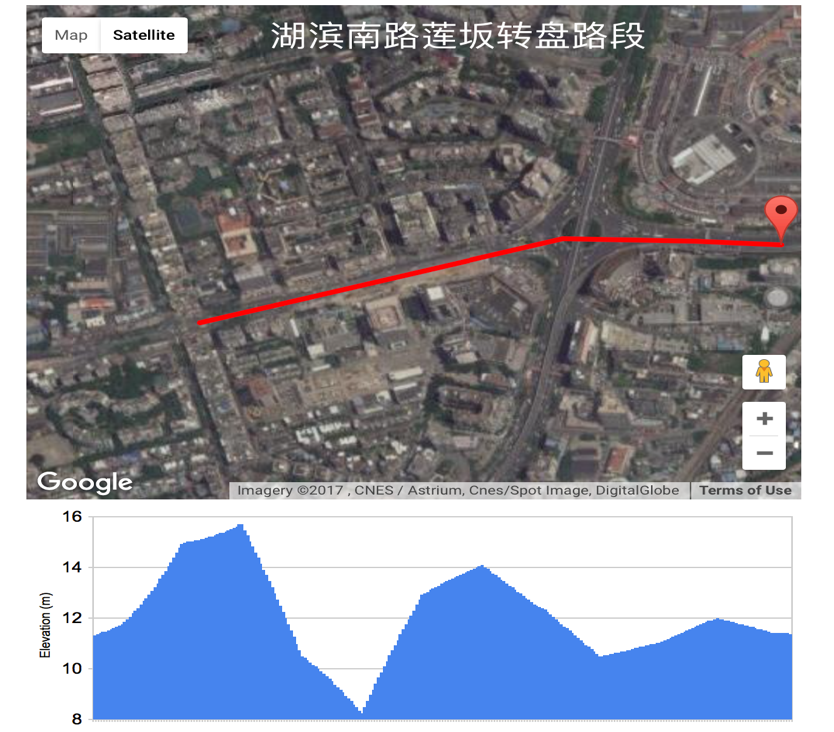 Map Satellite 湖滨南路莲坂转盘路段
Google
Imagery ©2017 , CNES / Astrium, Cnes/Spot Image, DigitalGlobe Terms of Use
16
14
12
10
8
Elevation (m)